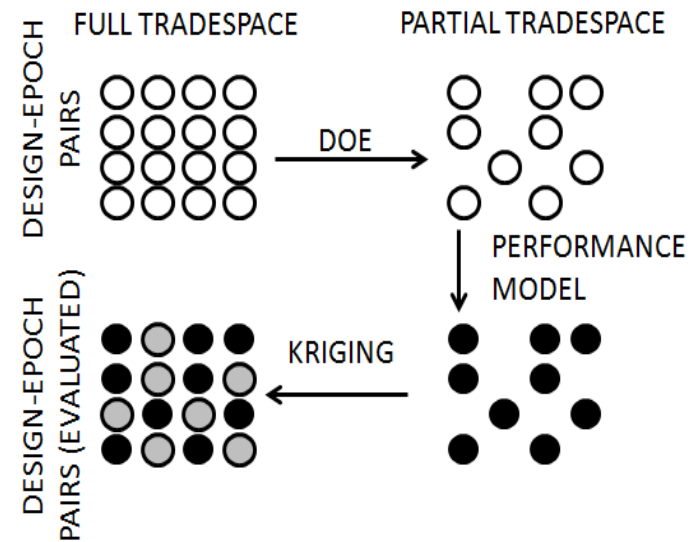 FULL TRADESPACE
PARTIAL TRADESPACE
DESIGN-EPOCH
PAIRS
DOE
PERFORMANCE
MODEL
DESIGN-EPOCH
PAIRS (EVALUATED)
KRIGING